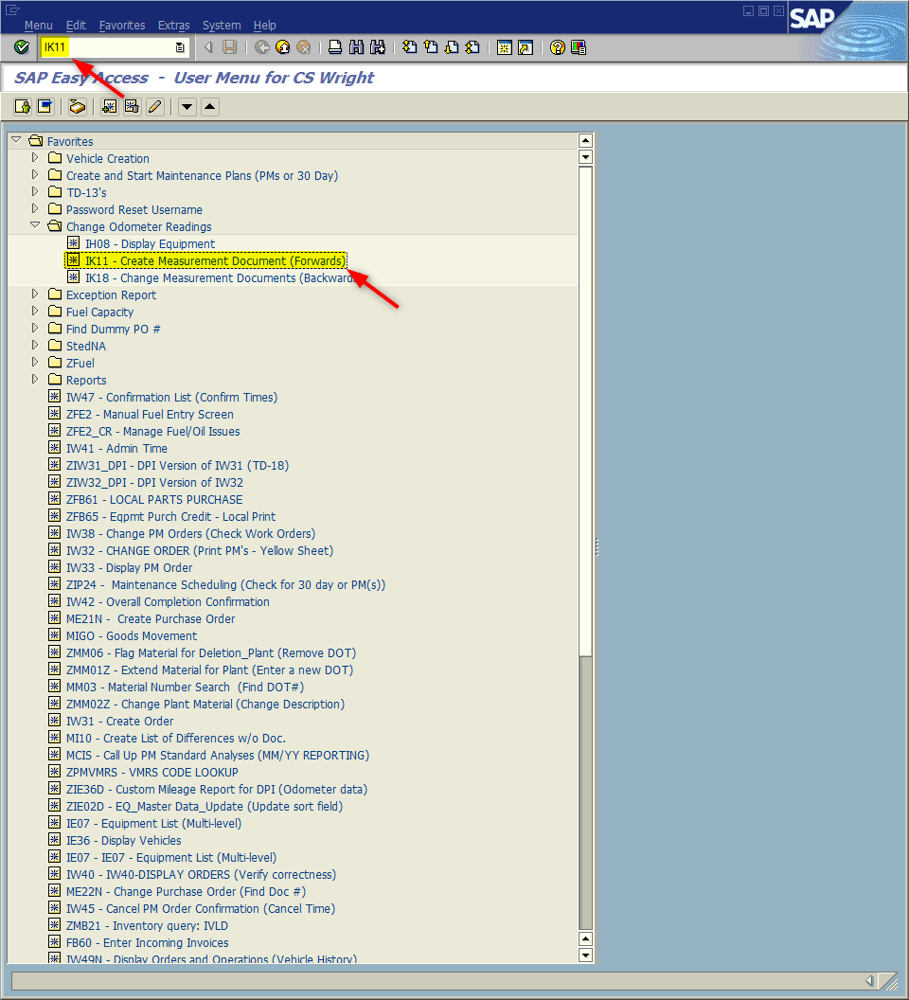 Menu Edit Favorites Extras System Help
SAP
IK11
SAP Easy Access - User Menu for CS Wright
Favorites
Vehicle Creation
Create and Start Maintenance Plans (PMs or 30 Day)
TD-13's
Password Reset Username
Change Odometer Readings
IH08 - Display Equipment
IK11 - Create Measurement Document (Forwards)
IK18 - Change Measurement Documents (Backwards
Exception Report
Fuel Capacity
Find Dummy PO #
StedNA
ZFuel
Reports
IW47 - Confirmation List (Confirm Times)
ZFE2 - Manual Fuel Entry Screen
ZFE2_CR - Manage Fuel/Oil Issues
IW41 - Admin Time
ZIW31_DPI - DPI Version of IW31 (TD-18)
ZIW32_DPI - DPI Version of IW32
ZFB61 - LOCAL PARTS PURCHASE
ZFB65 - Eqpmt Purch Credit - Local Print
IW38 - Change PM Orders (Check Work Orders)
IW32 - CHANGE ORDER (Print PM's - Yellow Sheet)
IW33 - Display PM Order
ZIP24 - Maintenance Scheduling (Check for 30 day or PM(s))
IW42 - Overall Completion Confirmation
ME21N - Create Purchase Order
MIGO - Goods Movement
ZMM06 - Flag Material for Deletion_Plant (Remove DOT)
ZMM01Z - Extend Material for Plant (Enter a new DOT)
MM03 - Material Number Search (Find DOT#)
ZMM02Z - Change Plant Material (Change Description)
IW31 - Create Order
MI10 - Create List of Differences w/o Doc.
MCIS - Call Up PM Standard Analyses (MM/YY REPORTING)
ZPMVMRS - VMRS CODE LOOKUP
ZIE36D - Custom Mileage Report for DPI (Odometer data)
ZIE02D - EQ_Master Data_Update (Update sort field)
IE07 - Equipment List (Multi-level)
IE36 - Display Vehicles
IE07 - IE07 - Equipment List (Multi-level)
IW40 - IW40-DISPLAY ORDERS (Verify correctness)
ME22N - Change Purchase Order (Find Doc #)
IW45 - Cancel PM Order Confirmation (Cancel Time)
ZMB21 - Inventory query: IVLD
FB60 - Enter Incoming Invoices
IW49N - Display Orders and Operations (Vehicle History)